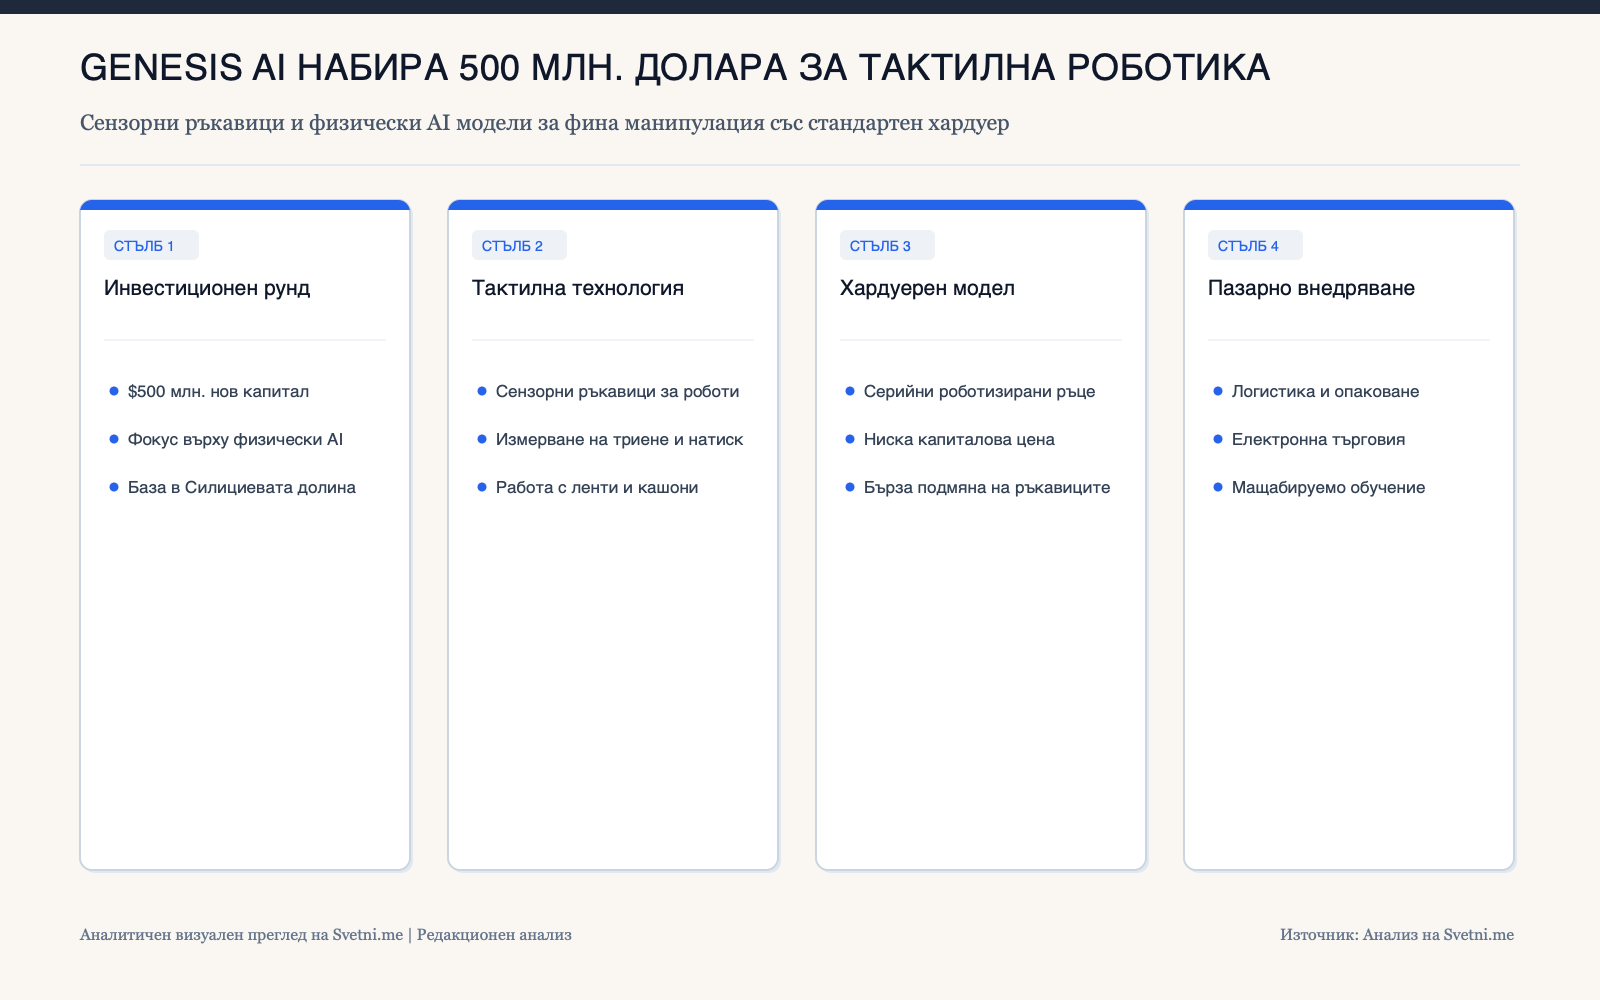 GENESIS AI НАБИРА 500 МЛН. ДОЛАРА ЗА ТАКТИЛНА РОБОТИКА
Сензорни ръкавици и физически AI модели за фина манипулация със стандартен хардуер
СТЪЛБ 1
Инвестиционен рунд
$500 млн. нов капитал
Фокус върху физически AI
База в Силициевата долина
СТЪЛБ 2
Тактилна технология
Сензорни ръкавици за роботи
Измерване на триене и натиск
Работа с ленти и кашони
СТЪЛБ 3
Хардуерен модел
Серийни роботизирани ръце
Ниска капиталова цена
Бърза подмяна на ръкавиците
СТЪЛБ 4
Пазарно внедряване
Логистика и опаковане
Електронна търговия
Мащабируемо обучение
Аналитичен визуален преглед на Svetni.me | Редакционен анализ
Източник: Анализ на Svetni.me